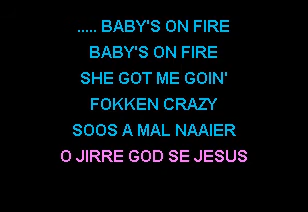 ..... BABY'S ON FIRE
BABY'S ON FIRE
SHE GOT ME GOIN'
FOKKEN CRAZY
SOOS A MAL NAAIER
O JIRRE GOD SE JESUS